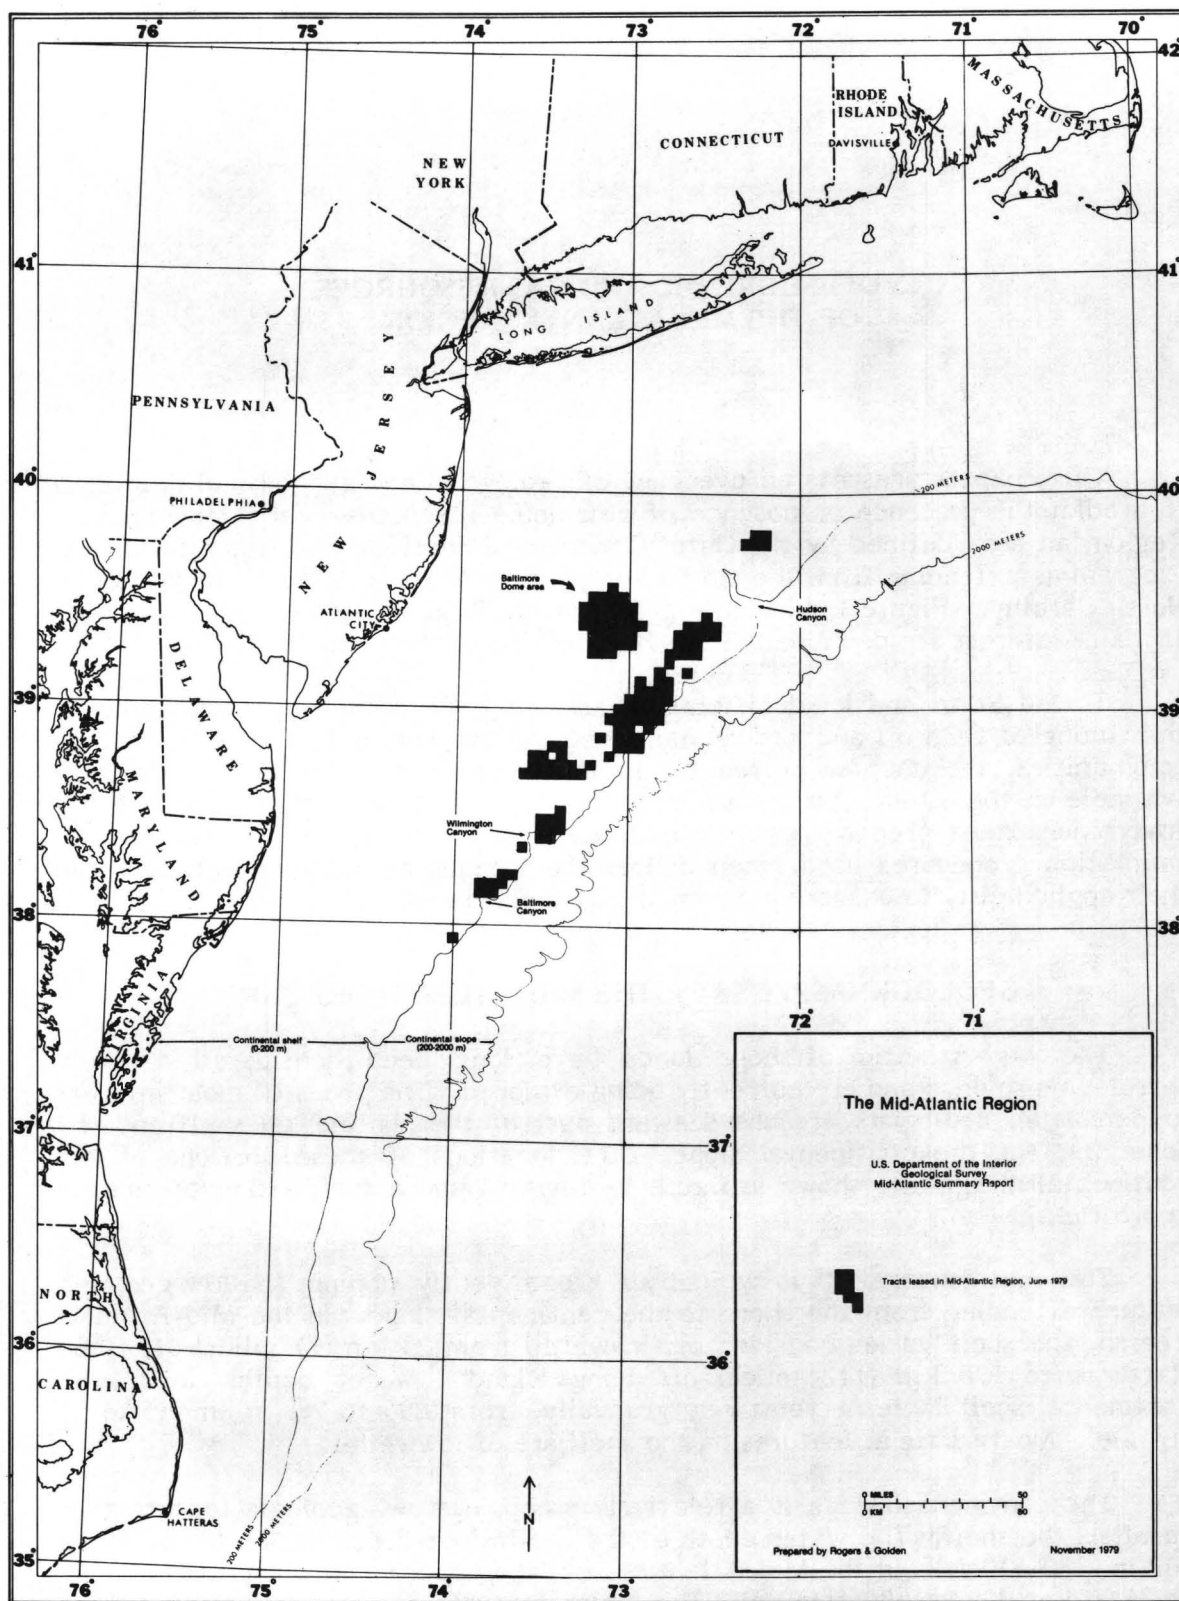 76° 75° 74° 73° 72° 71° 70°
42°
MASSACHUSETTS
RHODE
ISLAND
DAVISVILLE
CONNECTICUT
NEW
YORK
41° 41°
LONG ISLAND
NEW JERSEY
PENNSYLVANIA
40° 40°
200 METERS
2000 METERS
PHILADELPHIA
Baltimore
Dome area
Hudson
Canyon
ATLANTIC
CITY
DELAWARE
39° 39°
MARYLAND
Wilmington
Canyon
Baltimore
Canyon
38° 38°
VIRGINIA
Continental shelf
(0-200 m)
Continental slope
(200-2000 m)
72° 71°
The Mid-Atlantic Region
37° 37°
U.S. Department of the Interior
Geological Survey
Mid-Atlantic Summary Report
Tracts leased in Mid-Atlantic Region, June 1979
NORTH
CAROLINA
36° 36°
CAPE
HATTERAS
200 METERS
2000 METERS
N
0 MILES 50
0 KM 80
Prepared by Rogers & Golden November 1979
35°
76° 75° 74° 73°